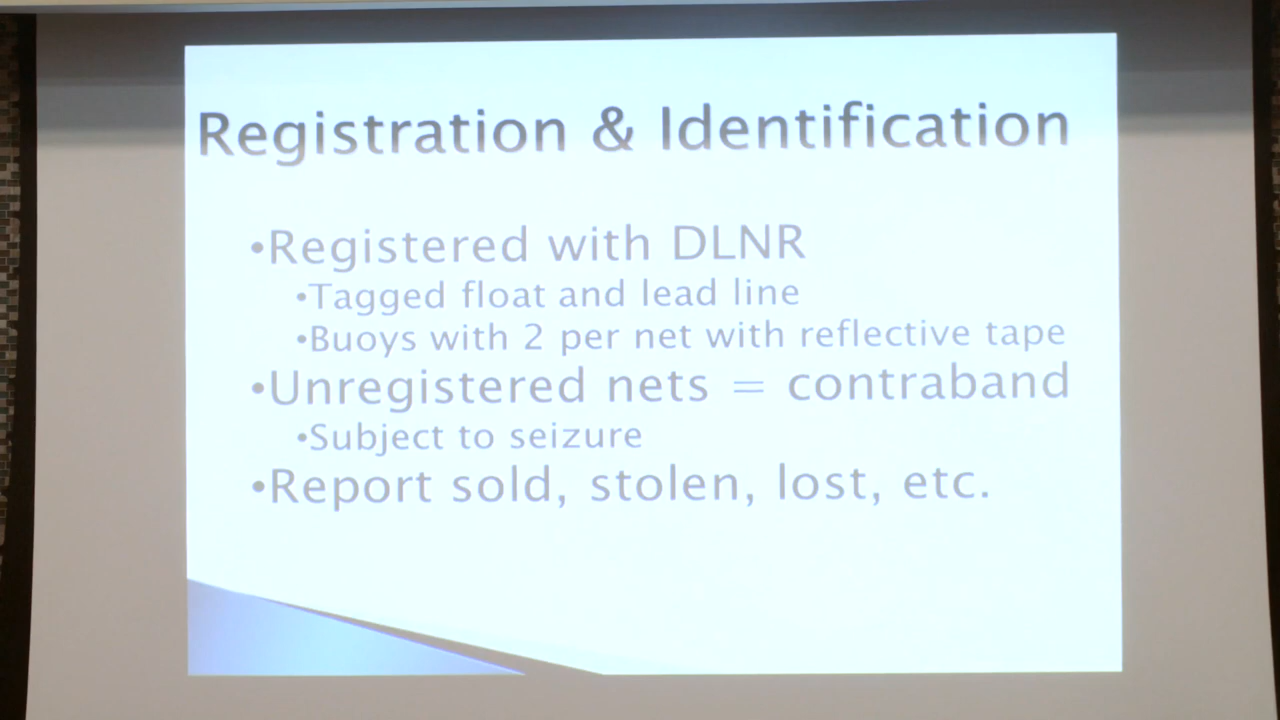 Registration & Identification
•Registered with DLNR
•Tagged float and lead line
•Buoys with 2 per net with reflective tape
•Unregistered nets = contraband
•Subject to seizure
•Report sold, stolen, lost, etc.